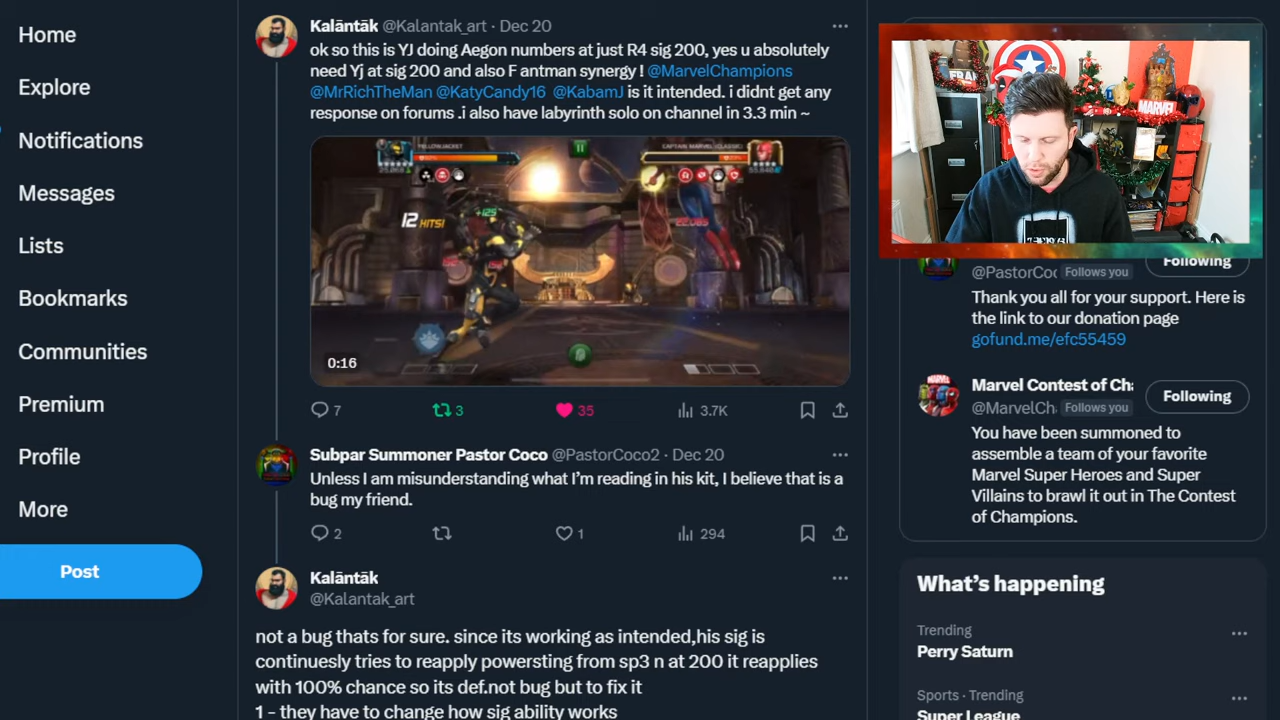 Home
Explore
Notifications
Messages
Lists
Bookmarks
Communities
Premium
Profile
More
Post
Kalāntāk @Kalantak_art · Dec 20
ok so this is YJ doing Aegon numbers at just R4 sig 200, yes u absolutely
need Yj at sig 200 and also F antman synergy ! @MarvelChampions
@MrRichTheMan @KatyCandy16 @KabamJ is it intended. i didnt get any
response on forums .i also have labyrinth solo on channel in 3.3 min ~
YELLOWJACKET
CAPTAIN MARVEL (CLASSIC)
12 HITS!
0:16
7
3
35
3.7K
Subpar Summoner Pastor Coco @PastorCoco2 · Dec 20
Unless I am misunderstanding what I’m reading in his kit, I believe that is a
bug my friend.
2
1
294
Kalāntāk
@Kalantak_art
not a bug thats for sure. since its working as intended,his sig is
continuesly tries to reapply powersting from sp3 n at 200 it reapplies
with 100% chance so its def.not bug but to fix it
1 - they have to change how sig ability works
MARVEL
@PastorCoc
Follows you
Following
Thank you all for your support. Here is
the link to our donation page
gofund.me/efc55459
Marvel Contest of Cha
@MarvelCh
Follows you
Following
You have been summoned to
assemble a team of your favorite
Marvel Super Heroes and Super
Villains to brawl it out in The Contest
of Champions.
What’s happening
Trending
Perry Saturn
Sports · Trending
Super League